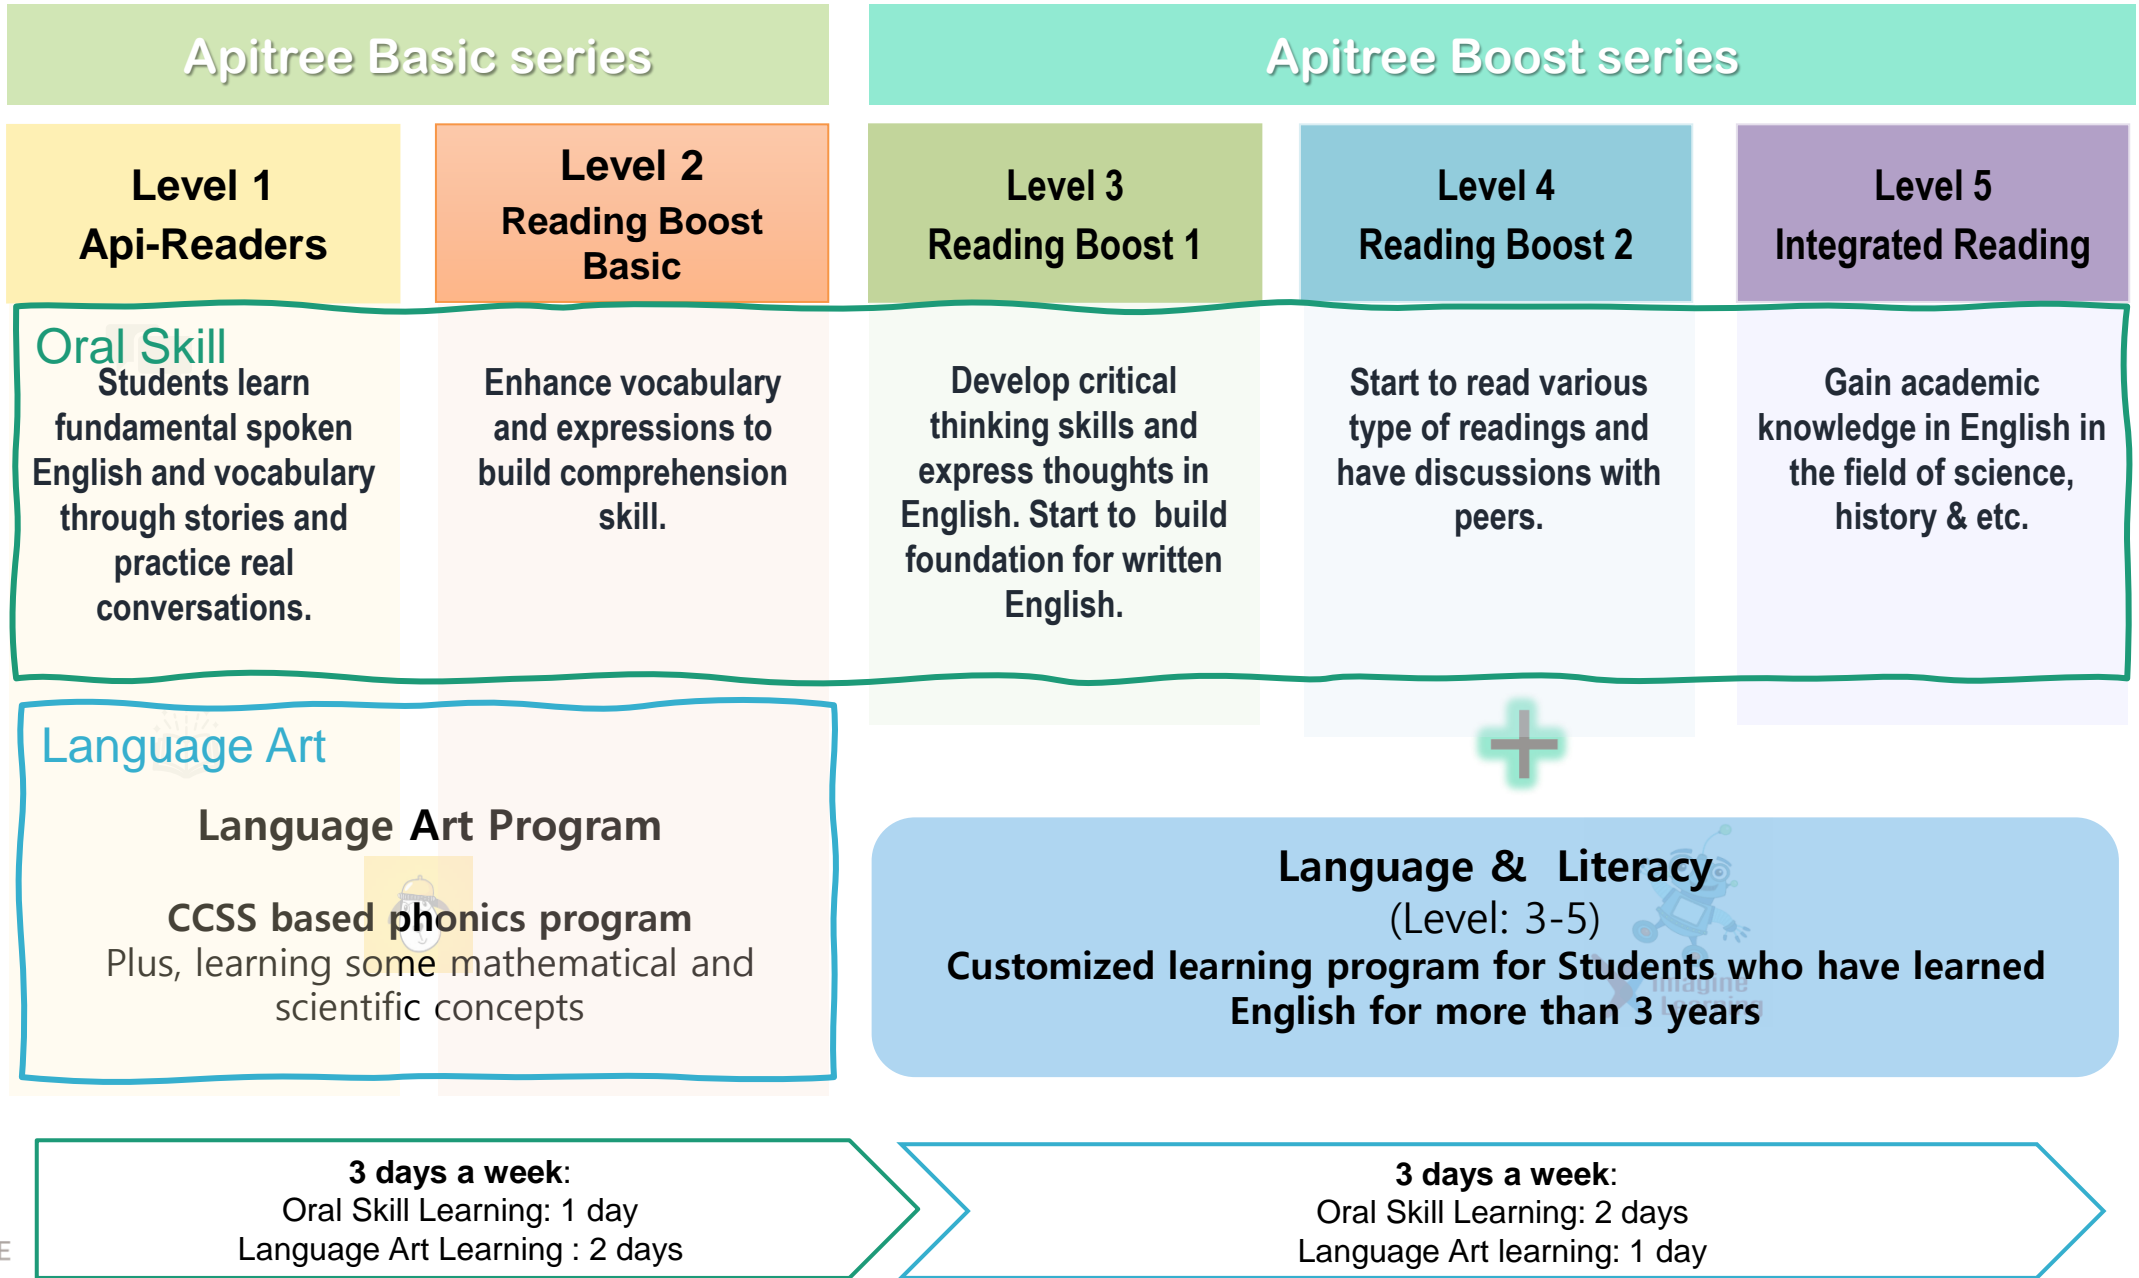 Apitree Basic series
Apitree Boost series
Level 1
Api-Readers
Level 2
Reading Boost
Basic
Level 3
Reading Boost 1
Level 4
Reading Boost 2
Level 5
Integrated Reading
Oral Skill
Students learn
fundamental spoken
English and vocabulary
through stories and
practice real
conversations.
Enhance vocabulary
and expressions to
build comprehension
skill.
Develop critical
thinking skills and
express thoughts in
English. Start to  build
foundation for written
English.
Start to read various
type of readings and
have discussions with
peers.
Gain academic
knowledge in English in
the field of science,
history & etc.
Language Art
Language Art Program
CCSS based phonics program
Plus, learning some mathematical and
scientific concepts
+
Language &  Literacy
(Level: 3-5)
Customized learning program for Students who have learned
English for more than 3 years
Imagine
Learning
3 days a week:
Oral Skill Learning: 1 day
Language Art Learning : 2 days
3 days a week:
Oral Skill Learning: 2 days
Language Art learning: 1 day
E